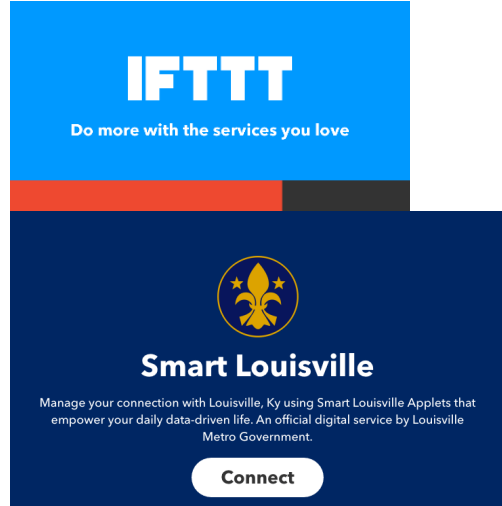 IFTTT
Do more with the services you love
Smart Louisville
Manage your connection with Louisville, Ky using Smart Louisville Applets that
empower your daily data-driven life. An official digital service by Louisville
Metro Government.
Connect